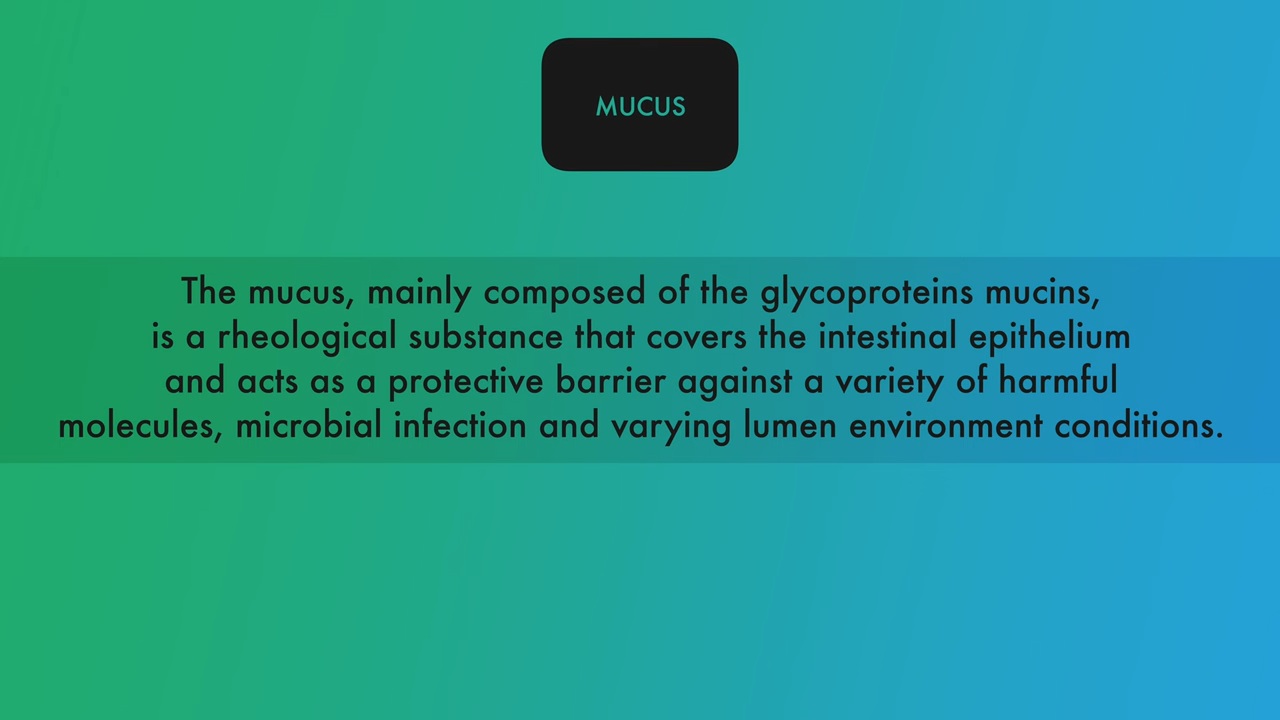 MUCUS
The mucus, mainly composed of the glycoproteins mucins,
is a rheological substance that covers the intestinal epithelium
and acts as a protective barrier against a variety of harmful
molecules, microbial infection and varying lumen environment conditions.